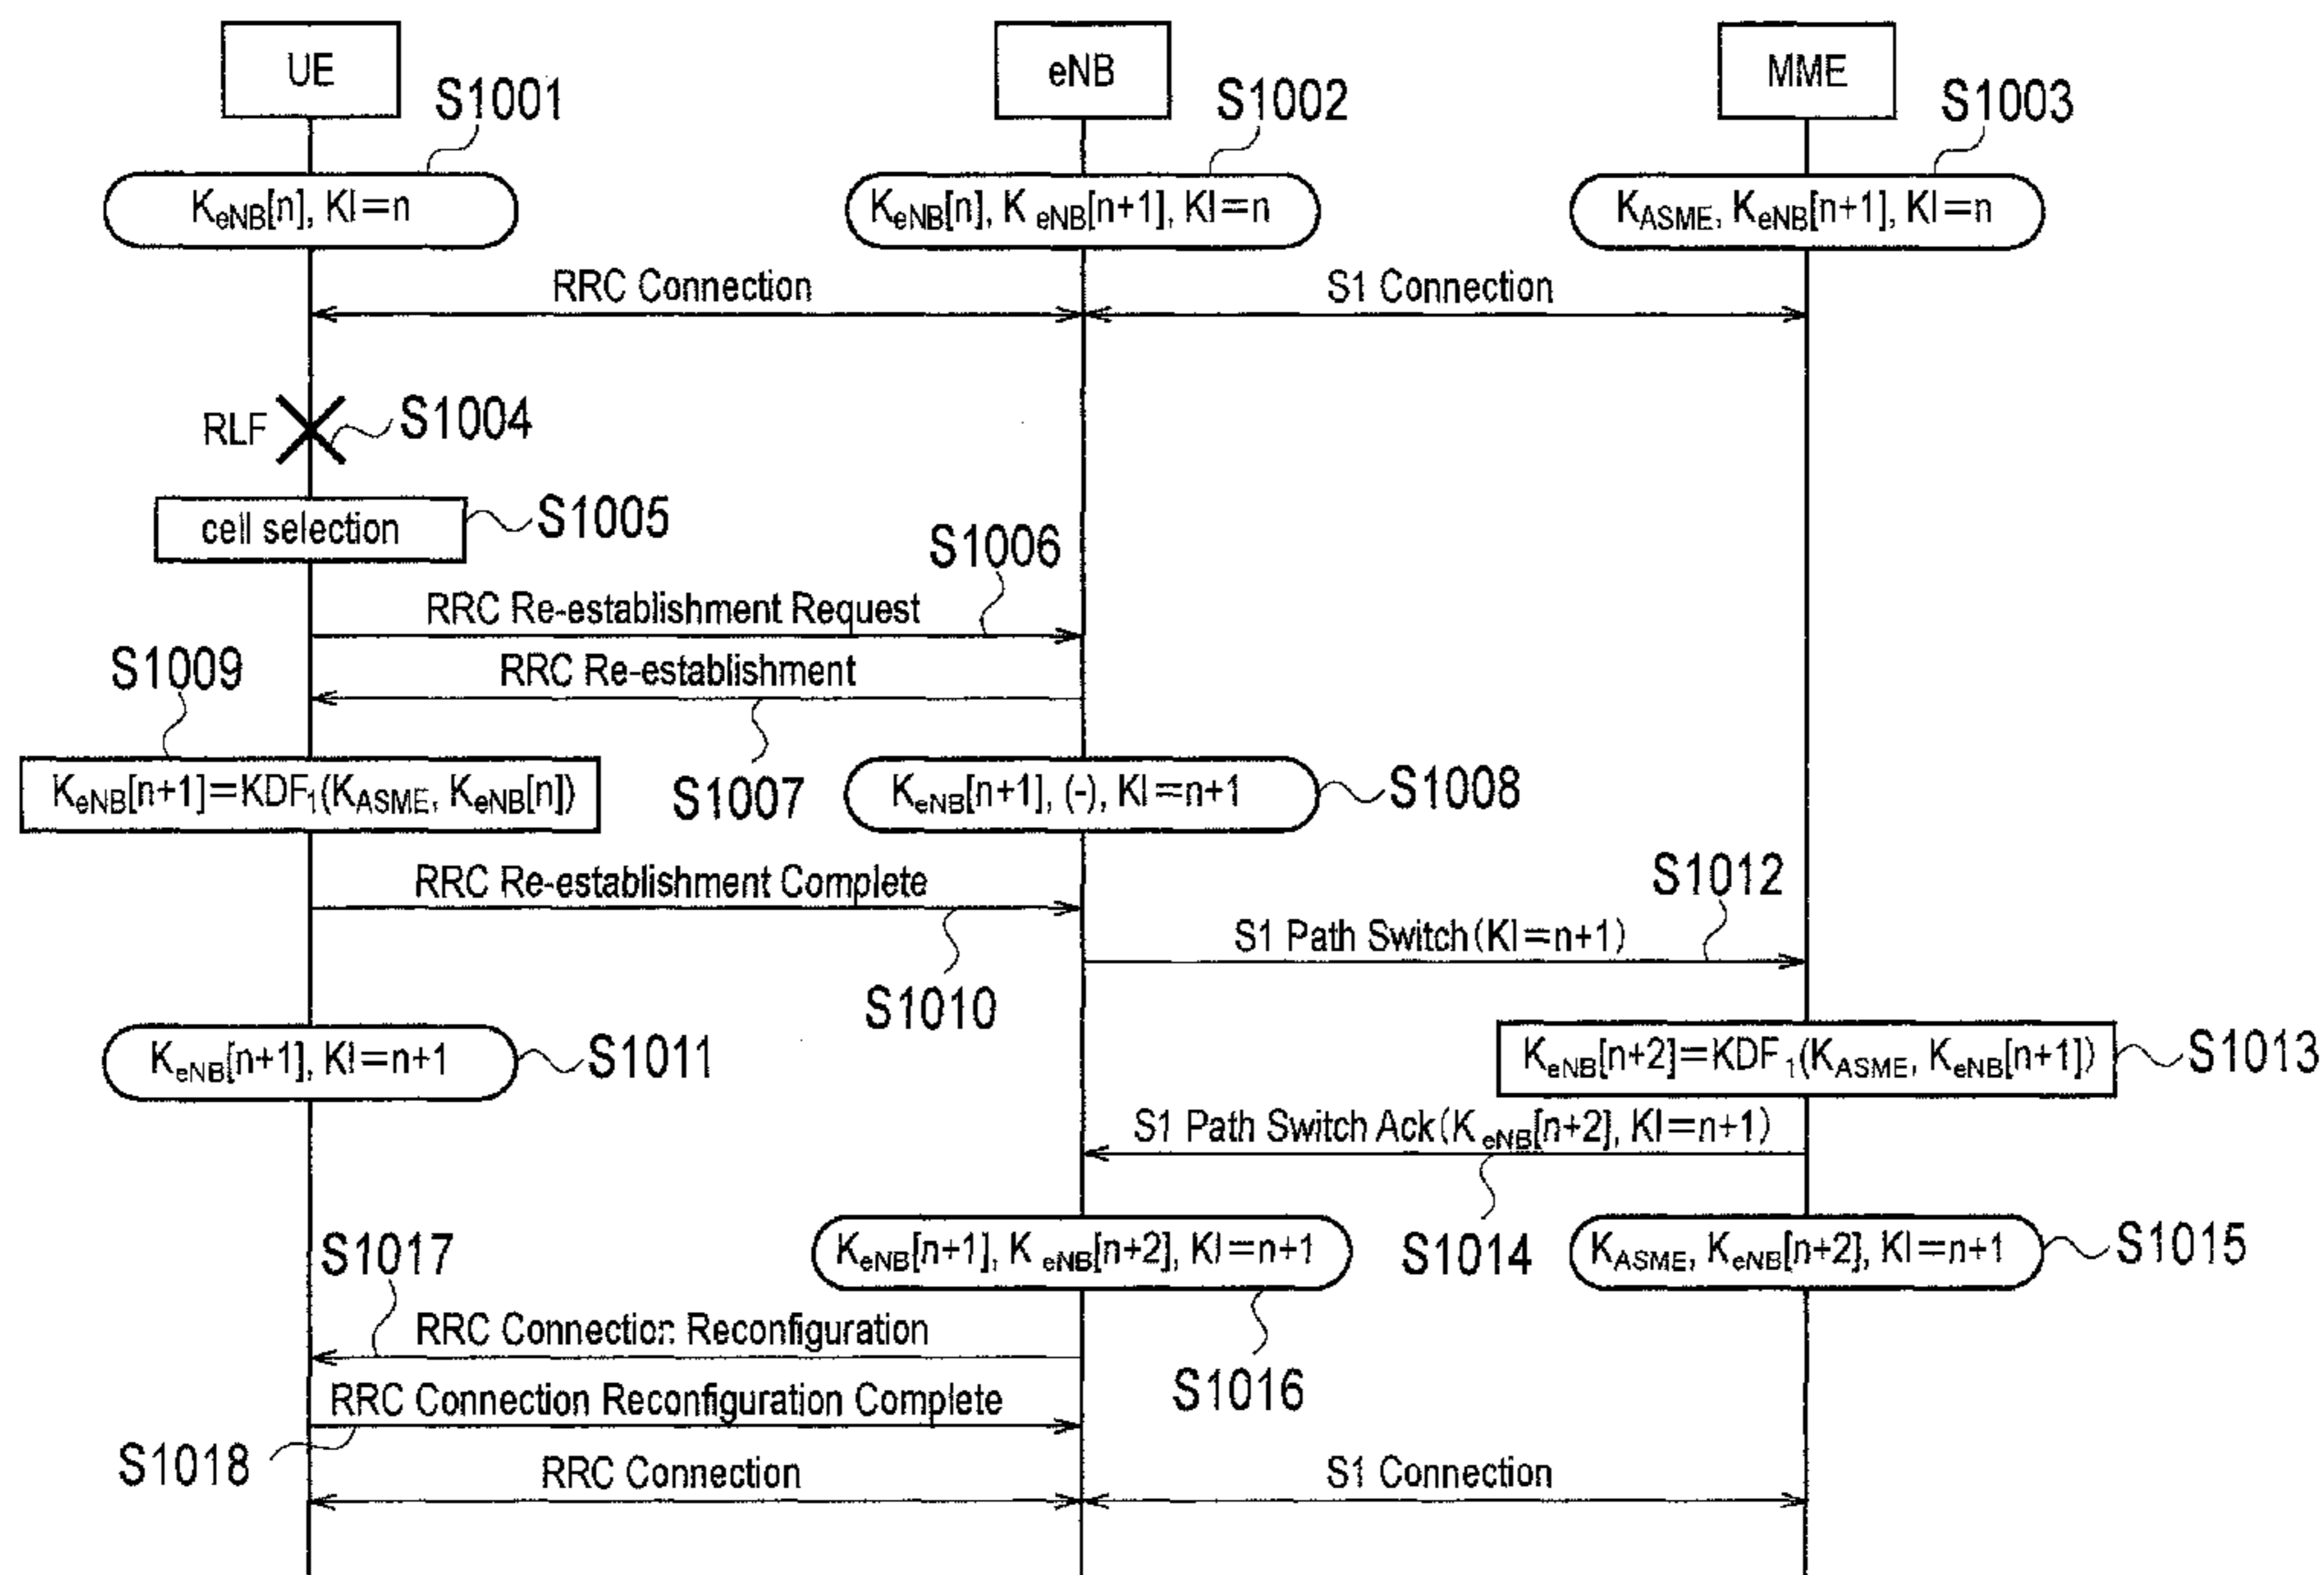 UE
eNB
MME
S1001
S1002
S1003
KeNB[n], KI=n
KeNB[n], KeNB[n+1], KI=n
KASME, KeNB[n+1], KI=n
RRC Connection
S1 Connection
RLF
S1004
cell selection
S1005
S1006
RRC Re-establishment Request
S1009
RRC Re-establishment
KeNB[n+1]=KDF1(KASME, KeNB[n])
S1007
KeNB[n+1], (-), KI=n+1
S1008
RRC Re-establishment Complete
S1012
S1 Path Switch(KI=n+1)
S1010
KeNB[n+1], KI=n+1
S1011
KeNB[n+2]=KDF1(KASME, KeNB[n+1])
S1013
S1 Path Switch Ack(KeNB[n+2], KI=n+1)
S1017
KeNB[n+1], KeNB[n+2], KI=n+1
S1014
KASME, KeNB[n+2], KI=n+1
S1015
RRC Connection Reconfiguration
S1016
RRC Connection Reconfiguration Complete
S1018
RRC Connection
S1 Connection